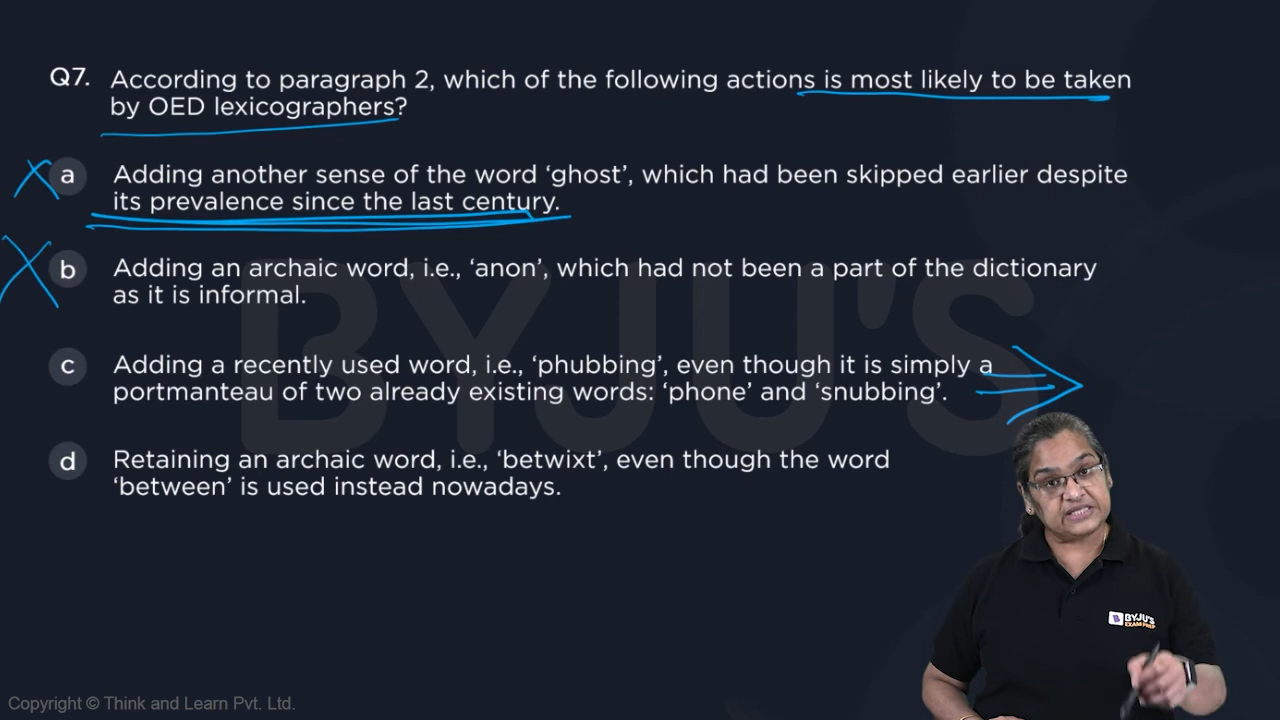 Q7. According to paragraph 2, which of the following actions is most likely to be taken
by OED lexicographers?
a Adding another sense of the word ‘ghost’, which had been skipped earlier despite
its prevalence since the last century.
b Adding an archaic word, i.e., ‘anon’, which had not been a part of the dictionary
as it is informal.
c Adding a recently used word, i.e., ‘phubbing’, even though it is simply a
portmanteau of two already existing words: ‘phone’ and ‘snubbing’.
d Retaining an archaic word, i.e., ‘betwixt’, even though the word
‘between’ is used instead nowadays.
BYJU'S
BYJU'S
EXAM PREP
Copyright © Think and Learn Pvt. Ltd.